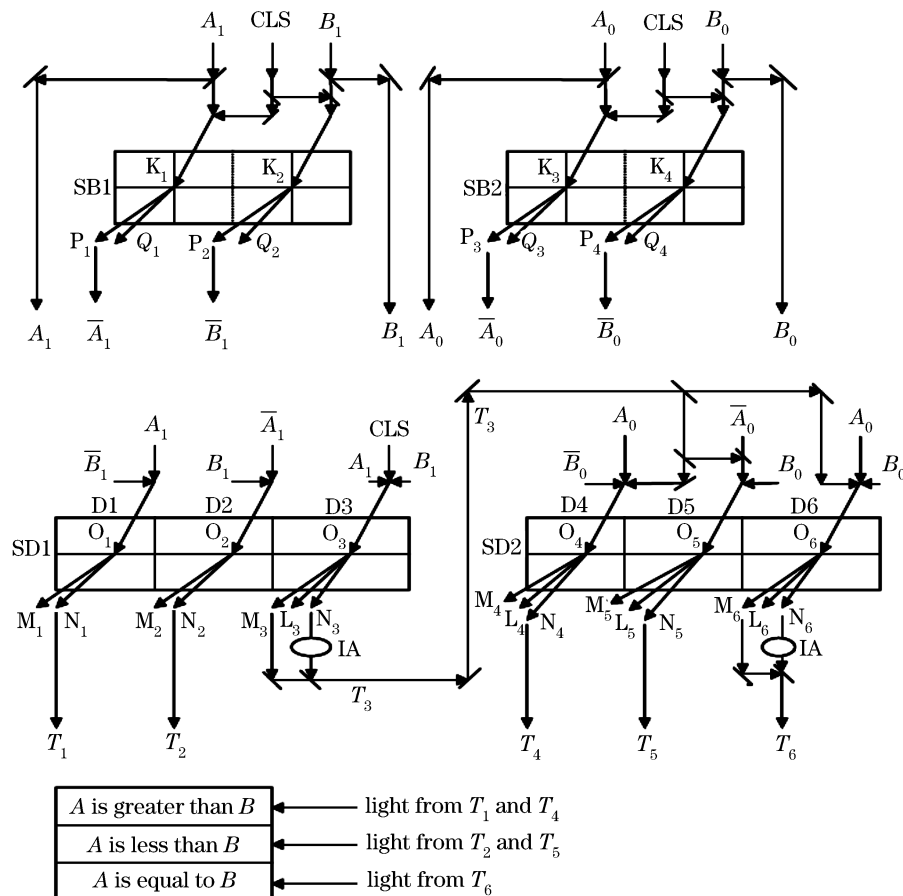 A₁ CLS B₁ A₀ CLS B₀
SB1 K₁ K₂ SB2 K₃ K₄
P₁ Q₁ P₂ Q₂ P₃ Q₃ P₄ Q₄
A₁ A̅₁ B̅₁ B₁ A₀ A̅₀ B̅₀ B₀
T₃
A₁ A̅₁ CLS A₀ A̅₀ A₀
B̅₁ B₁ A₁ B₁ B̅₀ B₀ B₀
D1 D2 D3 D4 D5 D6
SD1 O₁ O₂ O₃ SD2 O₄ O₅ O₆
M₁ N₁ M₂ N₂ M₃ L₃ N₃ M₄ L₄ N₄ M₅ L₅ N₅ M₆ L₆ N₆
IA IA
T₃
T₁ T₂ T₄ T₅ T₆
A is greater than B light from T₁ and T₄
A is less than B light from T₂ and T₅
A is equal to B light from T₆